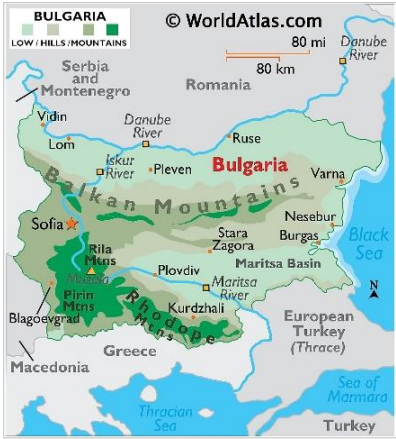 BULGARIA
LOW / HILLS / MOUNTAINS
© WorldAtlas.com
80 mi
80 km
Danube
River
Serbia
and
Montenegro
Romania
Vidin
Lom
Danube
River
Iskur
River
Pleven
Ruse
Bulgaria
Varna
Balkan Mountains
Sofia
Nesebur
Burgas
Black
Sea
Stara
Zagora
Rila
Mtns
Musala
Plovdiv
Maritsa Basin
Maritsa
River
N
Pirin
Mtns
Rhodope
Mtns
Kurdzhali
Blagoevgrad
European
Turkey
(Thrace)
Greece
Macedonia
Thracian
Sea
Sea of
Marmara
Turkey